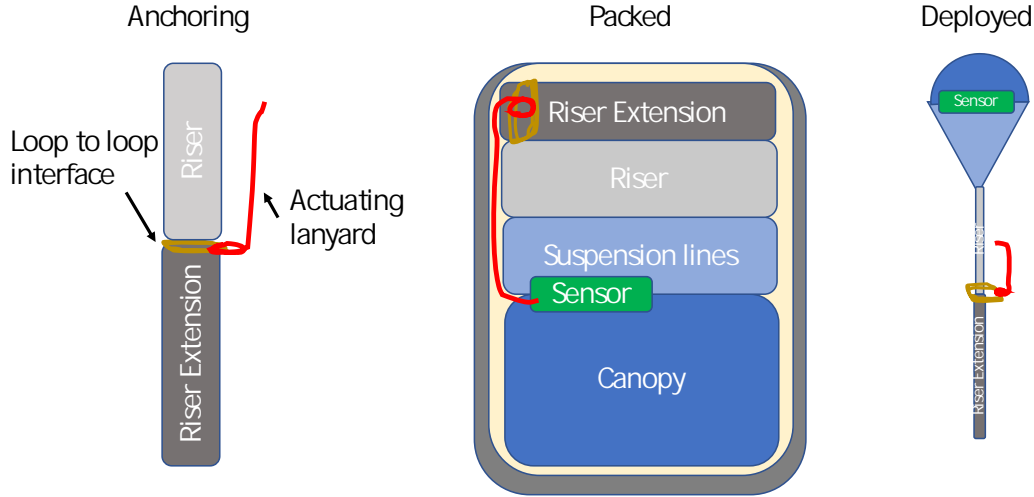 Anchoring
Packed
Deployed
Riser
Loop to loop
interface
Actuating
lanyard
Riser Extension
Riser Extension
Riser
Suspension lines
Sensor
Canopy
Sensor
Riser
Riser Extension